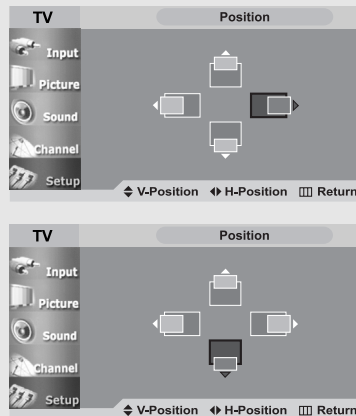 TV Position
Input
Picture
Sound
Channel
Setup
V-Position H-Position Return
TV Position
Input
Picture
Sound
Channel
Setup
V-Position H-Position Return